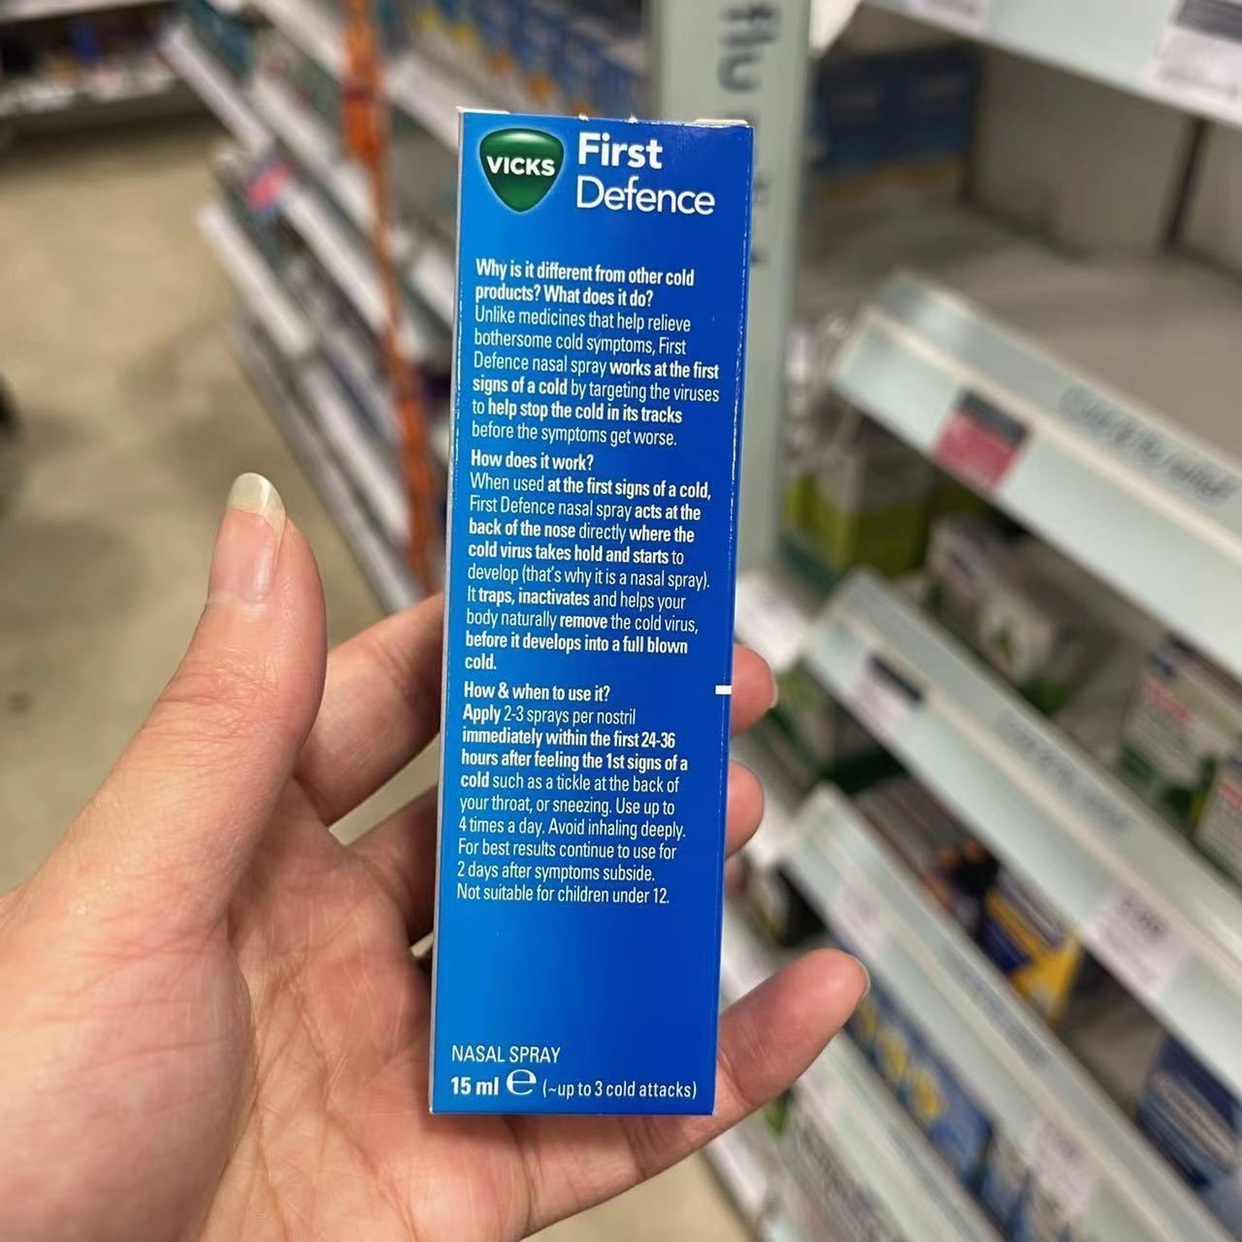 flu
VICKS
First
Defence
Why is it different from other cold
products? What does it do?
Unlike medicines that help relieve
bothersome cold symptoms, First
Defence nasal spray works at the first
signs of a cold by targeting the viruses
to help stop the cold in its tracks
before the symptoms get worse.
How does it work?
When used at the first signs of a cold,
First Defence nasal spray acts at the
back of the nose directly where the
cold virus takes hold and starts to
develop (that's why it is a nasal spray).
It traps, inactivates and helps your
body naturally remove the cold virus,
before it develops into a full blown
cold.
How & when to use it?
Apply 2-3 sprays per nostril
immediately within the first 24-36
hours after feeling the 1st signs of a
cold such as a tickle at the back of
your throat, or sneezing. Use up to
4 times a day. Avoid inhaling deeply.
For best results continue to use for
2 days after symptoms subside.
Not suitable for children under 12.
NASAL SPRAY
15 ml ℮ (~up to 3 cold attacks)